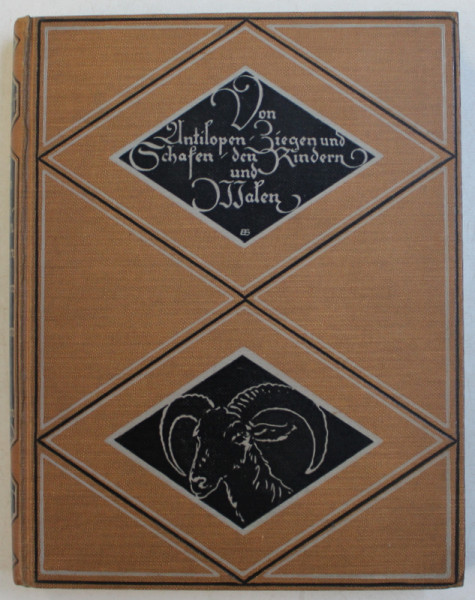 Von
Antilopen-Ziegen und
Schafen-den Rindern
und
Walen